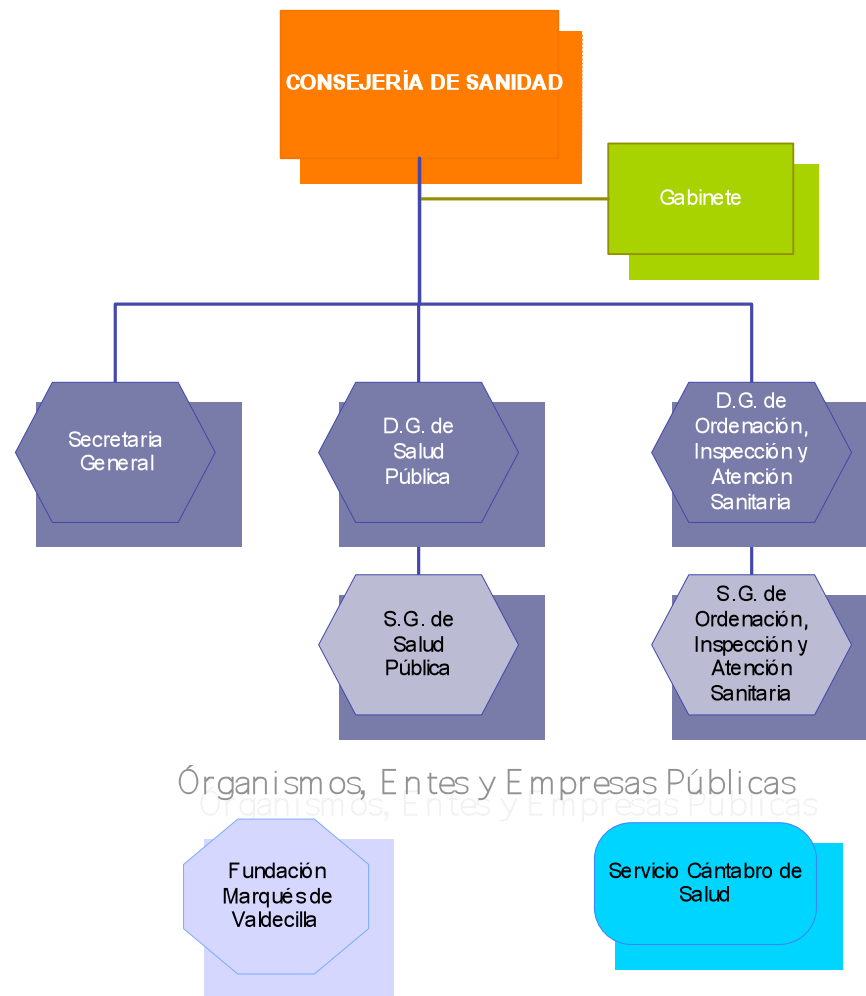 CONSEJERÍA DE SANIDAD
Gabinete
Secretaria
General
D.G. de
Salud
Pública
D.G. de
Ordenación,
Inspección y
Atención
Sanitaria
S.G. de
Salud
Pública
S.G. de
Ordenación,
Inspección y
Atención
Sanitaria
Órganismos, Entes y Empresas Públicas
Fundación
Marqués de
Valdecilla
Servicio Cántabro de
Salud